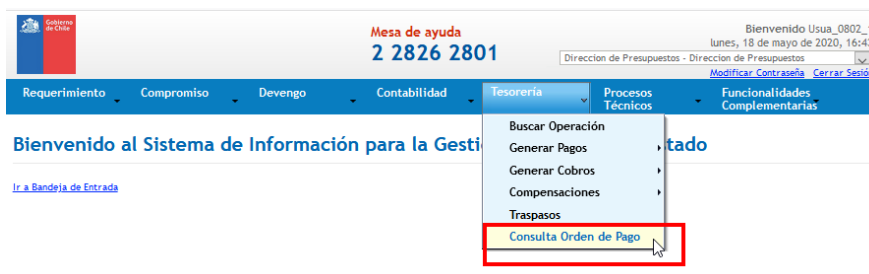 Gobierno
de Chile
Mesa de ayuda
2 2826 2801
Bienvenido Usua_0802_
lunes, 18 de mayo de 2020, 16:4
Direccion de Presupuestos - Direccion de Presupuestos
Modificar Contraseña Cerrar Sesió
Requerimiento Compromiso Devengo Contabilidad Tesorería Procesos Técnicos Funcionalidades Complementarias
Bienvenido al Sistema de Información para la Gesti tado
Ir a Bandeja de Entrada
Buscar Operación
Generar Pagos
Generar Cobros
Compensaciones
Traspasos
Consulta Orden de Pago